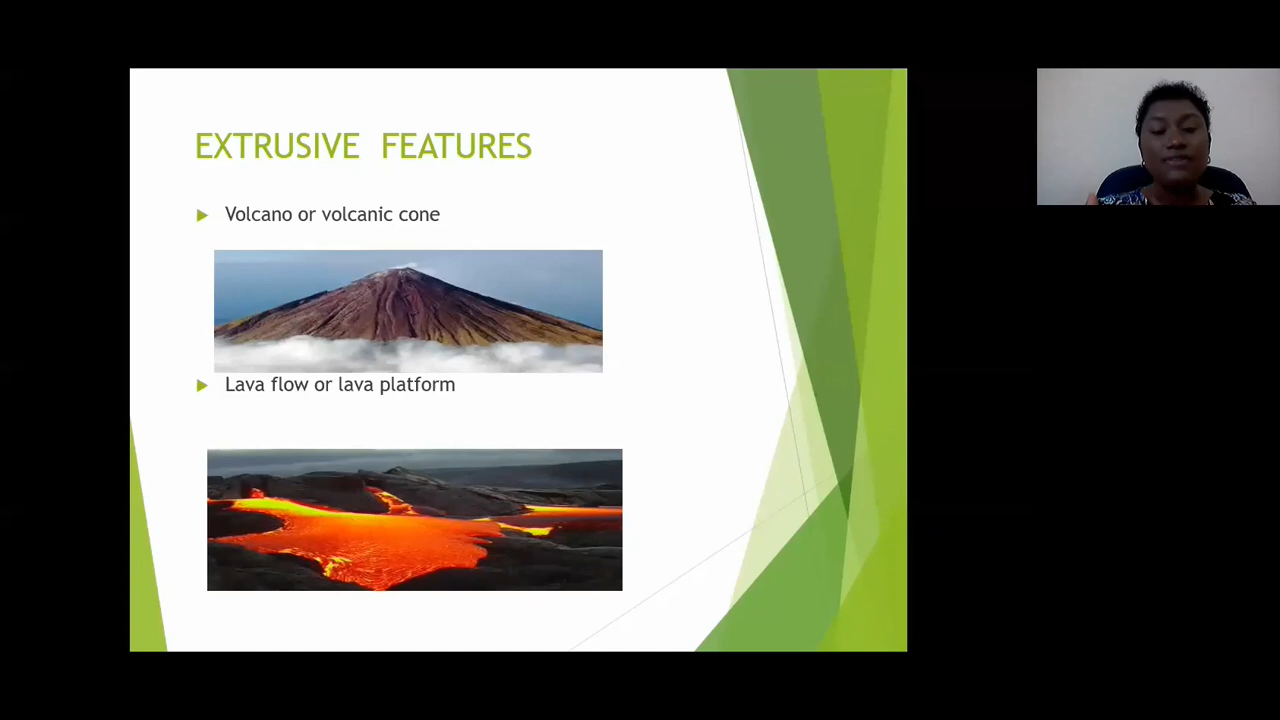 EXTRUSIVE FEATURES
Volcano or volcanic cone
Lava flow or lava platform